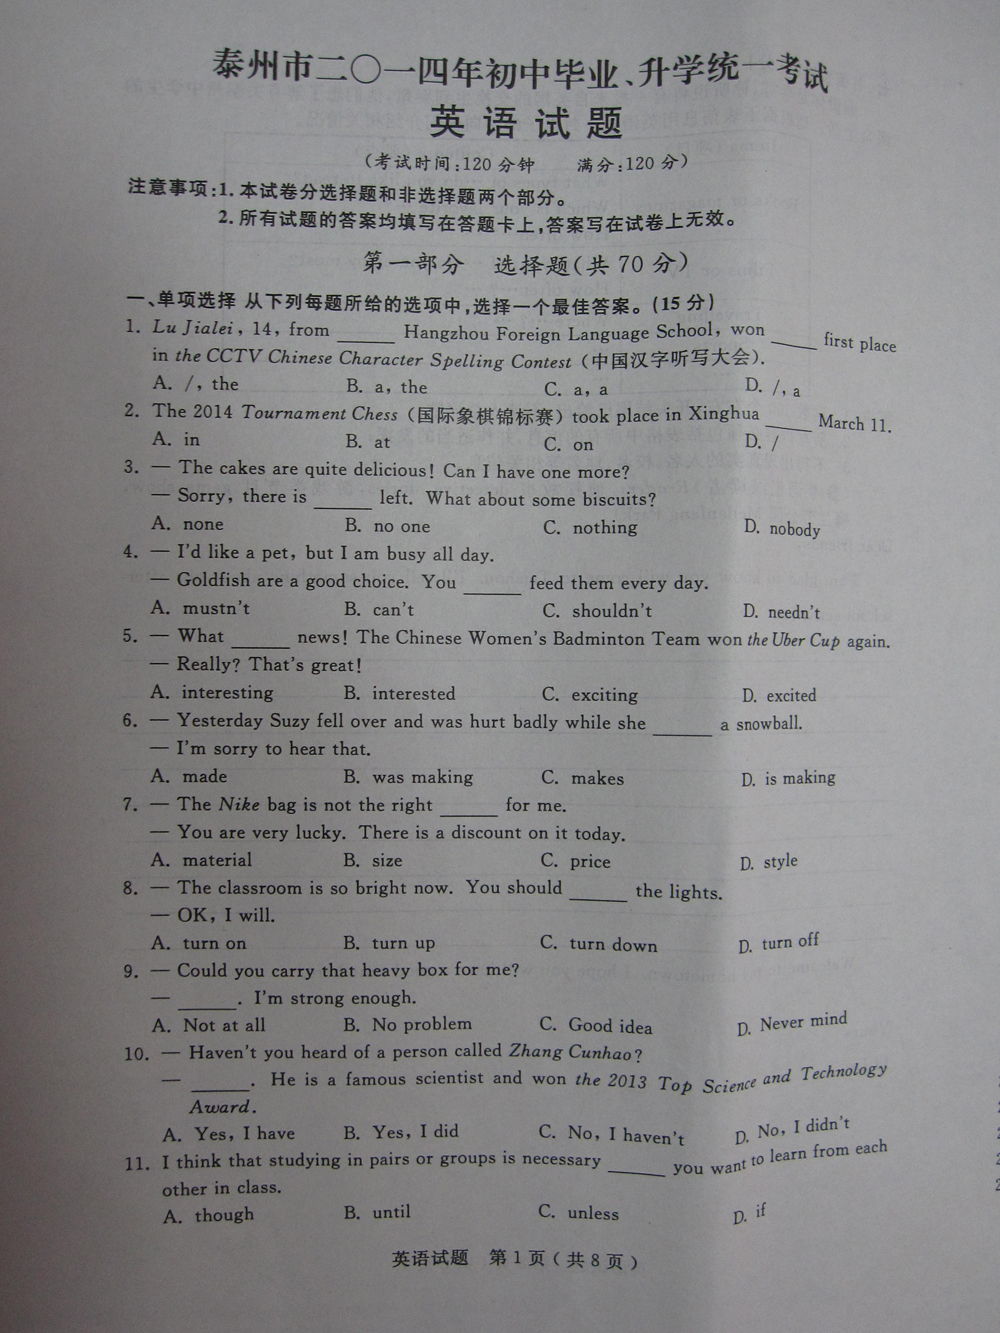 泰州市二〇一四年初中毕业、升学统一考试
英语试题
(考试时间:120分钟 满分:120分)
注意事项:1.本试卷分选择题和非选择题两个部分。
2.所有试题的答案均填写在答题卡上,答案写在试卷上无效。
第一部分 选择题(共70分)
一、单项选择 从下列每题所给的选项中,选择一个最佳答案。(15分)
1. Lu Jialei, 14, from ______ Hangzhou Foreign Language School, won ______ first place
in the CCTV Chinese Character Spelling Contest (中国汉字听写大会).
A. /, the B. a, the C. a, a D. /, a
2. The 2014 Tournament Chess (国际象棋锦标赛) took place in Xinghua ______ March 11.
A. in B. at C. on D. /
3. — The cakes are quite delicious! Can I have one more?
— Sorry, there is ______ left. What about some biscuits?
A. none B. no one C. nothing D. nobody
4. — I'd like a pet, but I am busy all day.
— Goldfish are a good choice. You ______ feed them every day.
A. mustn't B. can't C. shouldn't D. needn't
5. — What ______ news! The Chinese Women's Badminton Team won the Uber Cup again.
— Really? That's great!
A. interesting B. interested C. exciting D. excited
6. — Yesterday Suzy fell over and was hurt badly while she ______ a snowball.
— I'm sorry to hear that.
A. made B. was making C. makes D. is making
7. — The Nike bag is not the right ______ for me.
— You are very lucky. There is a discount on it today.
A. material B. size C. price D. style
8. — The classroom is so bright now. You should ______ the lights.
— OK, I will.
A. turn on B. turn up C. turn down D. turn off
9. — Could you carry that heavy box for me?
— ______. I'm strong enough.
A. Not at all B. No problem C. Good idea D. Never mind
10. — Haven't you heard of a person called Zhang Cunhao?
— ______. He is a famous scientist and won the 2013 Top Science and Technology
Award.
A. Yes, I have B. Yes, I did C. No, I haven't D. No, I didn't
11. I think that studying in pairs or groups is necessary ______ you want to learn from each
other in class.
A. though B. until C. unless D. if
英语试题 第1页(共8页)